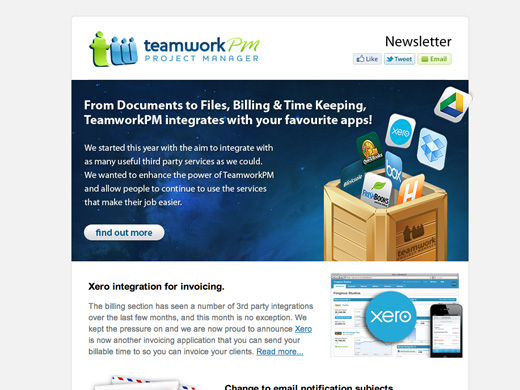 teamworkPm
PROJECT MANAGER
Newsletter
Like
Tweet
Email
From Documents to Files, Billing & Time Keeping,
TeamworkPM integrates with your favourite apps!
We started this year with the aim to integrate with
as many useful third party services as we could.
We wanted to enhance the power of TeamworkPM
and allow people to continue to use the services
that make their job easier.
find out more
xero
QuickBooks
box
FreshBooks
H
teamwork
Xero integration for invoicing.
The billing section has seen a number of 3rd party integrations
over the last few months, and this month is no exception. We
kept the pressure on and we are now proud to announce Xero
is now another invoicing application that you can send your
billable time to so you can invoice your clients. Read more...
xero
Change to email notification subjects